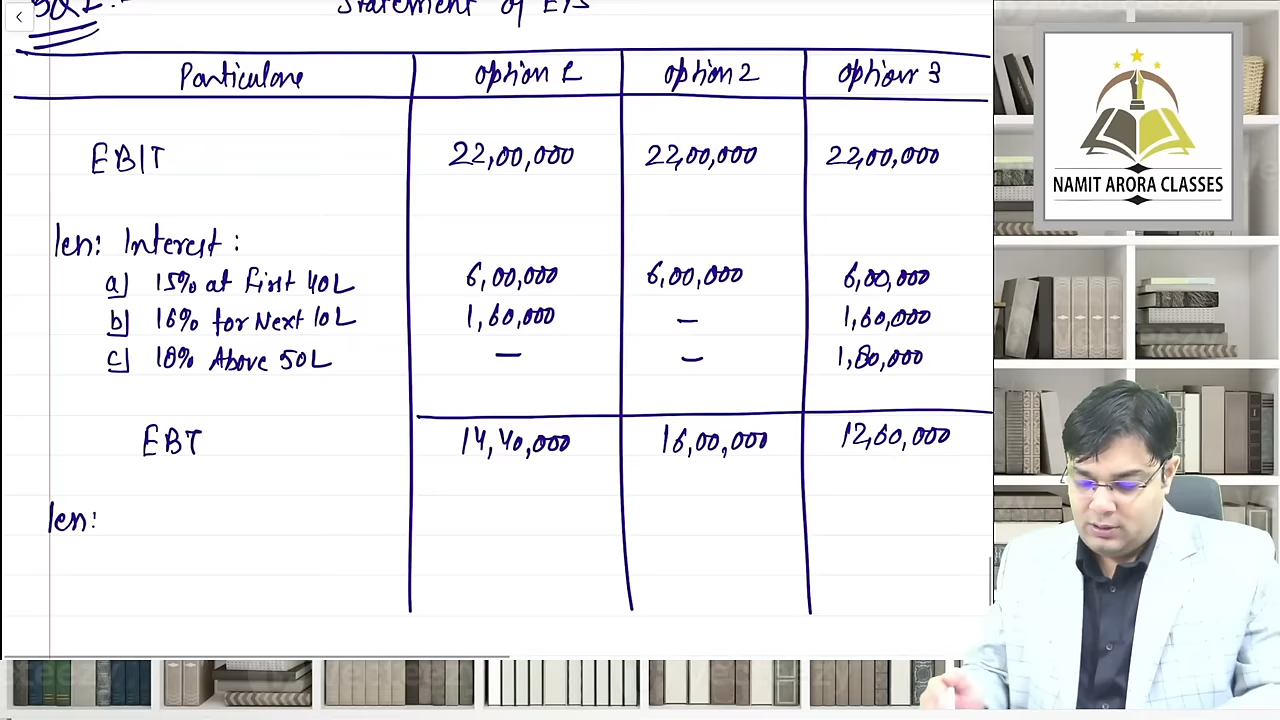 Statement of EPS
Particulars option 1 option 2 option 3
EBIT 22,00,000 22,00,000 22,00,000
less: Interest:
a) 15% at First 40L 6,00,000 6,00,000 6,00,000
b) 16% for Next 10L 1,60,000 — 1,60,000
c) 18% Above 50L — — 1,80,000
EBT 14,40,000 16,00,000 12,60,000
less:
NAMIT ARORA CLASSES